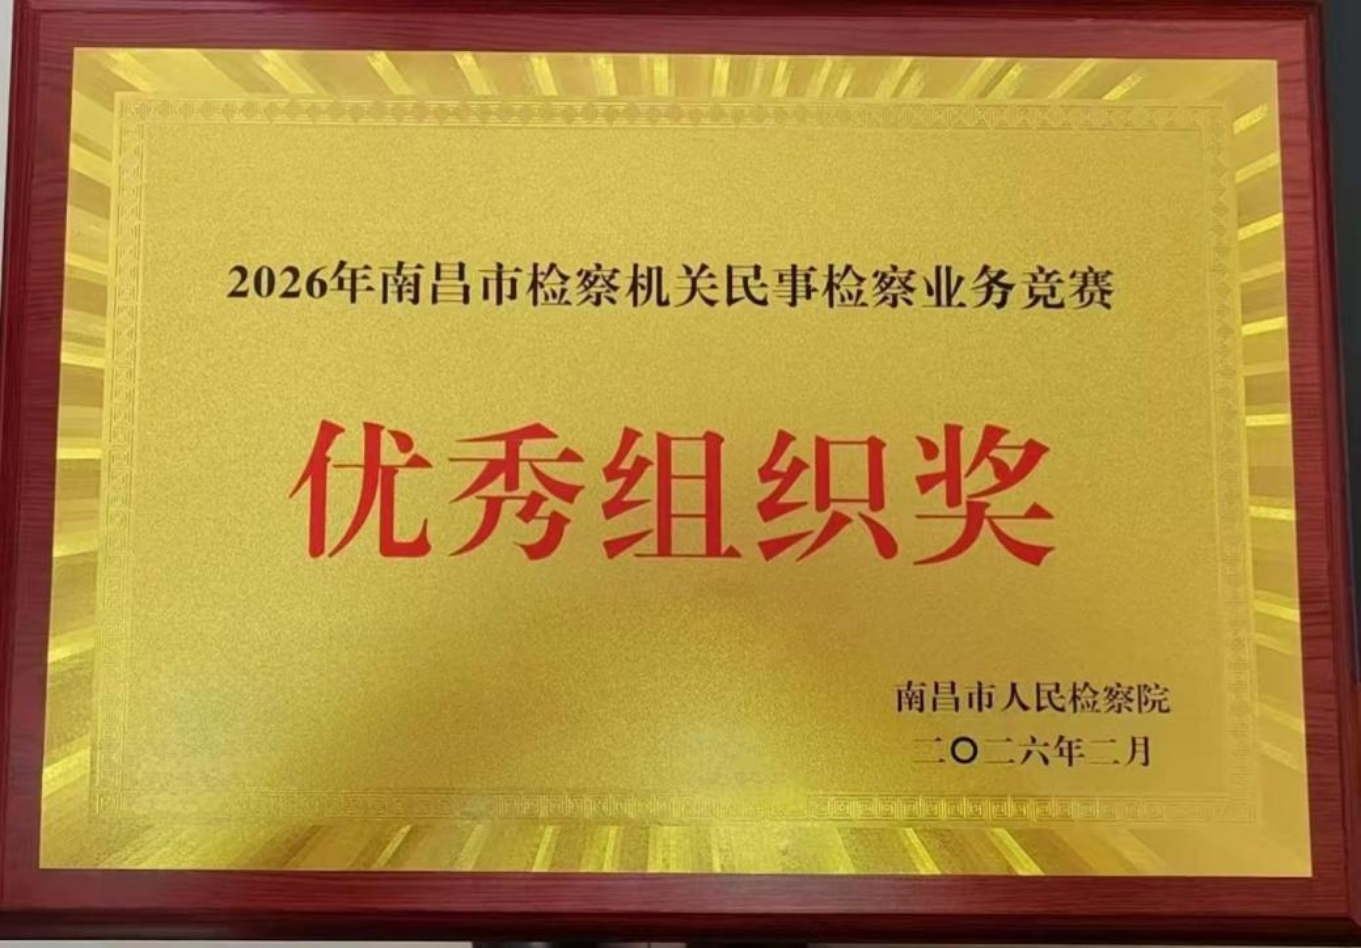 2026年南昌市检察机关民事检察业务竞赛
优秀组织奖
南昌市人民检察院
二〇二六年二月